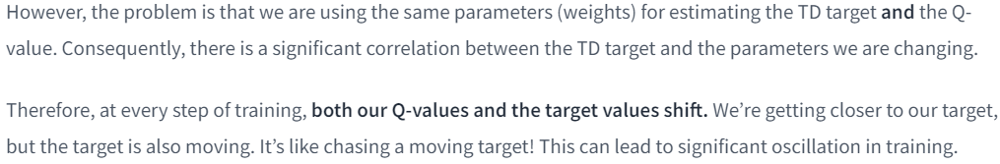 However, the problem is that we are using the same parameters (weights) for estimating the TD target and the Q-
value. Consequently, there is a significant correlation between the TD target and the parameters we are changing.
Therefore, at every step of training, both our Q-values and the target values shift. We’re getting closer to our target,
but the target is also moving. It’s like chasing a moving target! This can lead to significant oscillation in training.